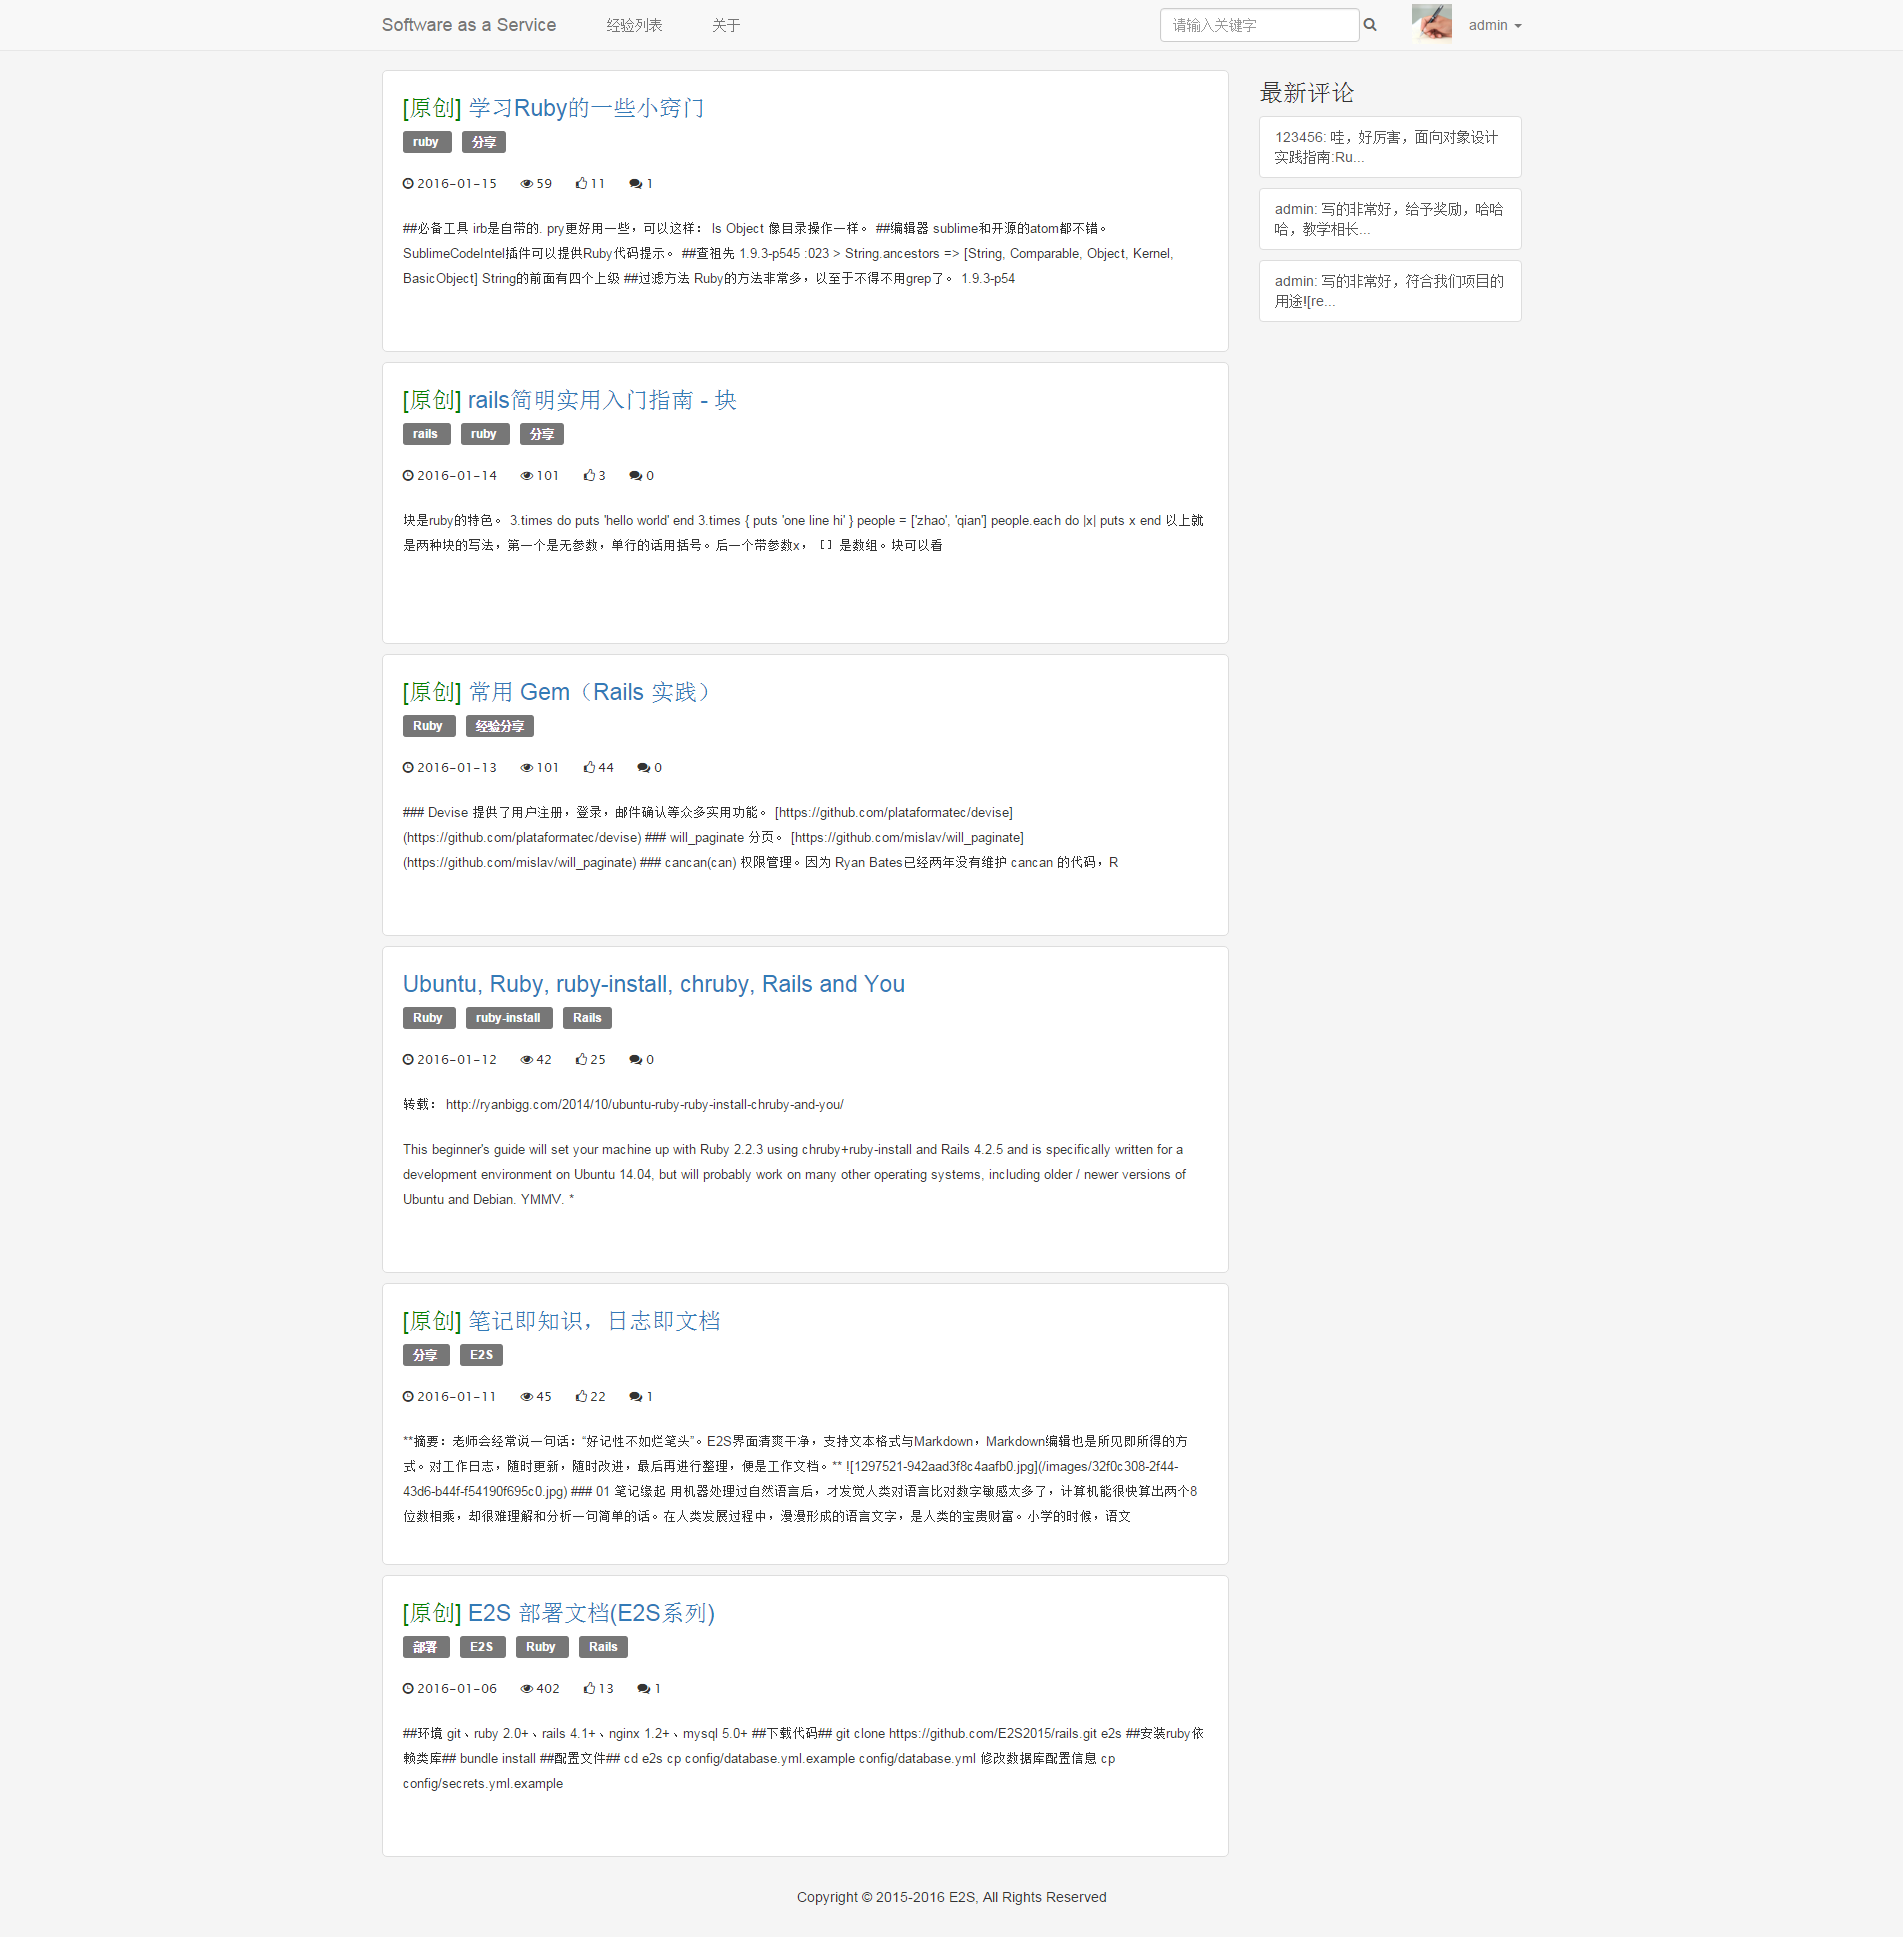 Software as a Service 经验列表 关于 请输入关键字 admin
[原创] 学习Ruby的一些小窍门
ruby 分享
2016-01-15 59 11 1
##必备工具 irb是自带的. pry更好用一些，可以这样： ls Object 像目录操作一样。 ##编辑器 sublime和开源的atom都不错。
SublimeCodeIntel插件可以提供Ruby代码提示。 ##查祖先 1.9.3-p545 :023 > String.ancestors => [String, Comparable, Object, Kernel,
BasicObject] String的前面有四个上级 ##过滤方法 Ruby的方法非常多，以至于不得不用grep了。 1.9.3-p54
[原创] rails简明实用入门指南 - 块
rails ruby 分享
2016-01-14 101 3 0
块是ruby的特色。 3.times do puts 'hello world' end 3.times { puts 'one line hi' } people = ['zhao', 'qian'] people.each do |x| puts x end 以上就
是两种块的写法，第一个是无参数，单行的话用括号。后一个带参数x，［］是数组。块可以看
[原创] 常用 Gem（Rails 实践）
Ruby 经验分享
2016-01-13 101 44 0
### Devise 提供了用户注册，登录，邮件确认等众多实用功能。 [https://github.com/plataformatec/devise]
(https://github.com/plataformatec/devise) ### will_paginate 分页。 [https://github.com/mislav/will_paginate]
(https://github.com/mislav/will_paginate) ### cancan(can) 权限管理。因为 Ryan Bates已经两年没有维护 cancan 的代码，R
Ubuntu, Ruby, ruby-install, chruby, Rails and You
Ruby ruby-install Rails
2016-01-12 42 25 0
转载： http://ryanbigg.com/2014/10/ubuntu-ruby-ruby-install-chruby-and-you/
This beginner's guide will set your machine up with Ruby 2.2.3 using chruby+ruby-install and Rails 4.2.5 and is specifically written for a
development environment on Ubuntu 14.04, but will probably work on many other operating systems, including older / newer versions of
Ubuntu and Debian. YMMV. *
[原创] 笔记即知识，日志即文档
分享 E2S
2016-01-11 45 22 1
**摘要：老师会经常说一句话：“好记性不如烂笔头”。E2S界面清爽干净，支持文本格式与Markdown，Markdown编辑也是所见即所得的方
式。对工作日志，随时更新，随时改进，最后再进行整理，便是工作文档。** ![1297521-942aad3f8c4aafb0.jpg](/images/32f0c308-2f44-
43d6-b44f-f54190f695c0.jpg) ### 01 笔记缘起 用机器处理过自然语言后，才发觉人类对语言比对数字敏感太多了，计算机能很快算出两个8
位数相乘，却很难理解和分析一句简单的话。在人类发展过程中，漫漫形成的语言文字，是人类的宝贵财富。小学的时候，语文
[原创] E2S 部署文档(E2S系列)
部署 E2S Ruby Rails
2016-01-06 402 13 1
##环境 git、ruby 2.0+、rails 4.1+、nginx 1.2+、mysql 5.0+ ##下载代码## git clone https://github.com/E2S2015/rails.git e2s ##安装ruby依
赖类库## bundle install ##配置文件## cd e2s cp config/database.yml.example config/database.yml 修改数据库配置信息 cp
config/secrets.yml.example
最新评论
123456: 哇，好厉害，面向对象设计
实践指南:Ru...
admin: 写的非常好，给予奖励，哈哈
哈，教学相长...
admin: 写的非常好，符合我们项目的
用途![re...
Copyright © 2015-2016 E2S, All Rights Reserved